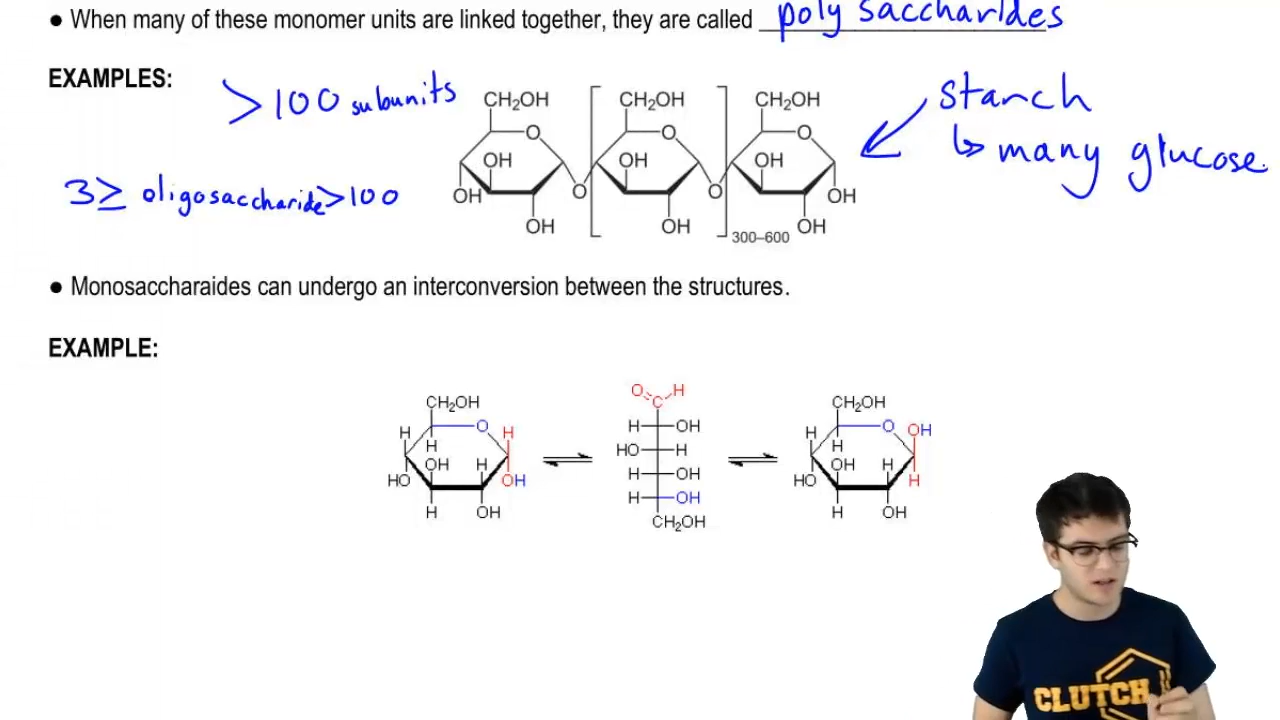 ● When many of these monomer units are linked together, they are called poly saccharides
EXAMPLES:
>100 subunits
3≥ oligosaccharide>100
CH₂OH CH₂OH CH₂OH
O O O
OH OH OH
OH O O OH
OH OH OH
300–600
starch
↳ many glucose.
● Monosaccharaides can undergo an interconversion between the structures.
EXAMPLE:
CH₂OH
O H
H H
OH H
HO OH
H OH
O H
C
H OH
HO H
H OH
H OH
CH₂OH
CH₂OH
O OH
H H
OH H
HO H
H OH
CLUTCH